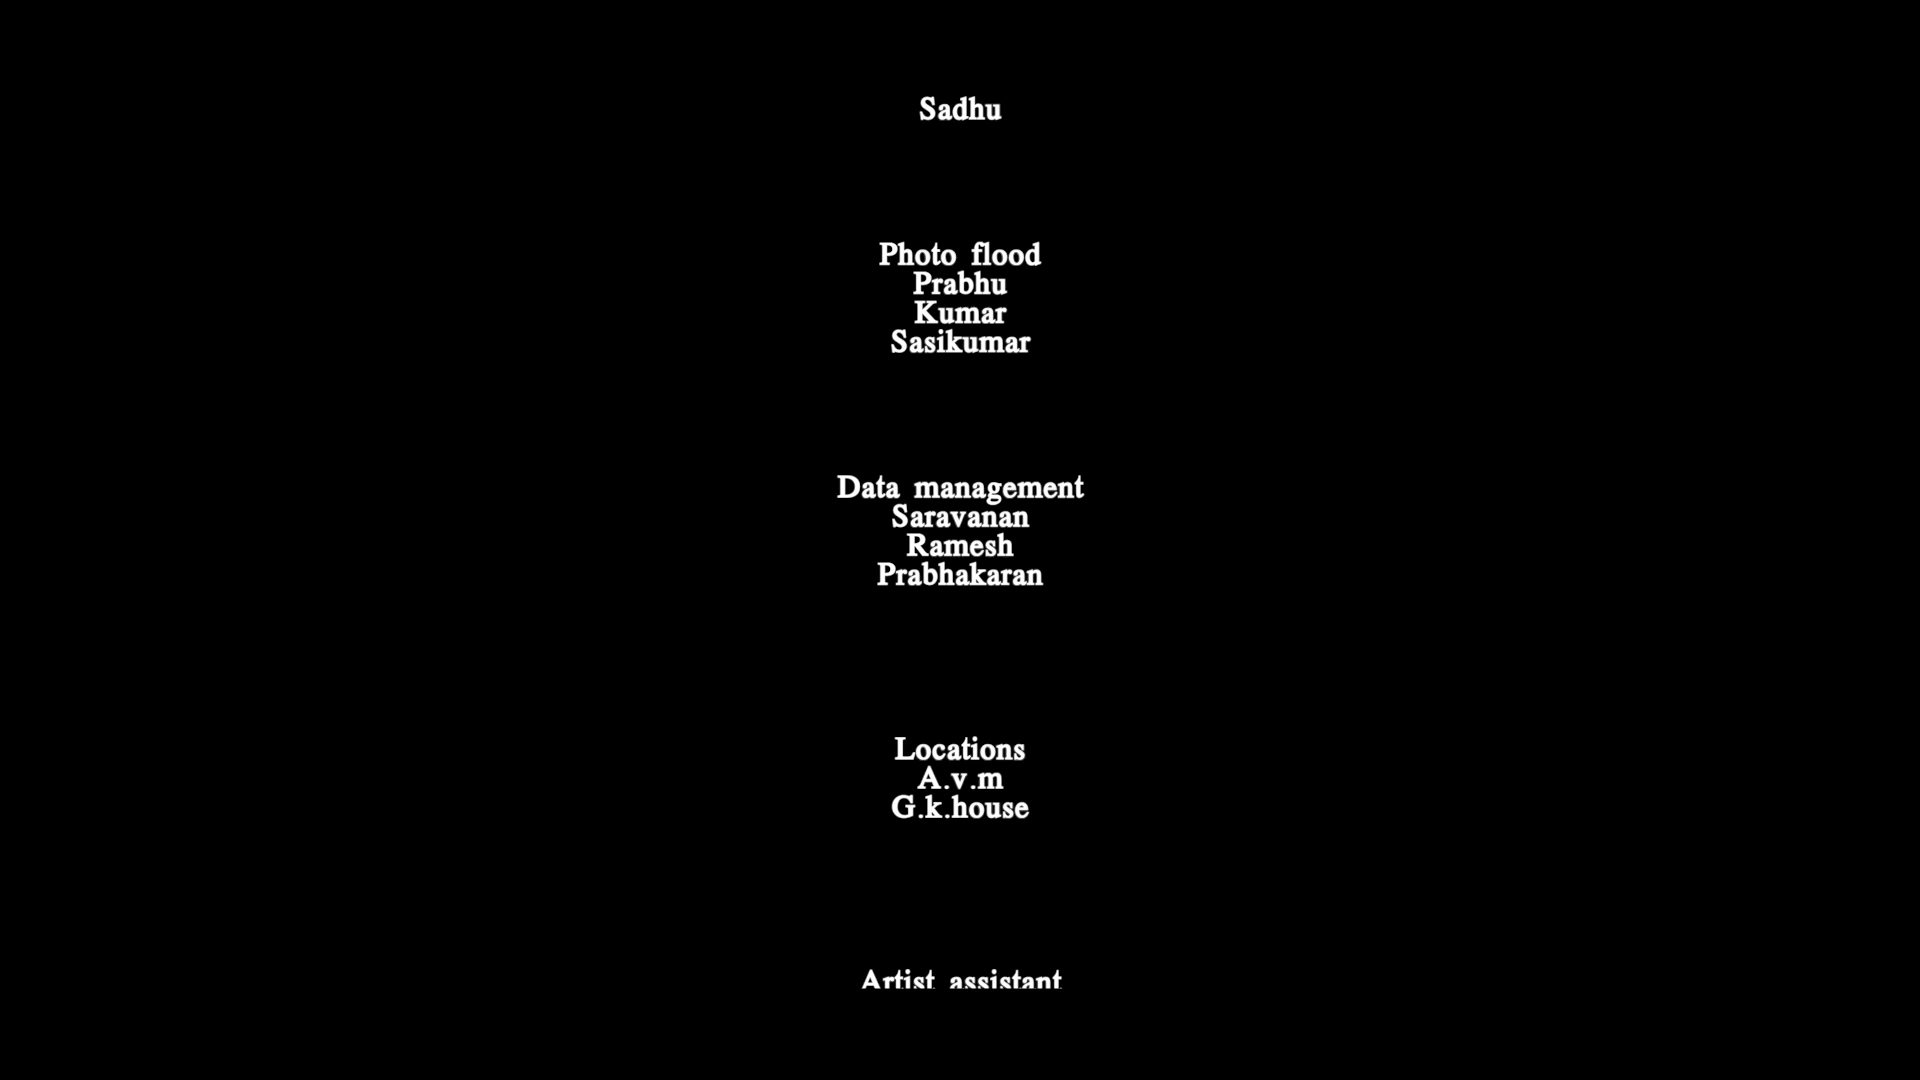 Sadhu
Photo flood
Prabhu
Kumar
Sasikumar
Data management
Saravanan
Ramesh
Prabhakaran
Locations
A.v.m
G.k.house
Artist assistant